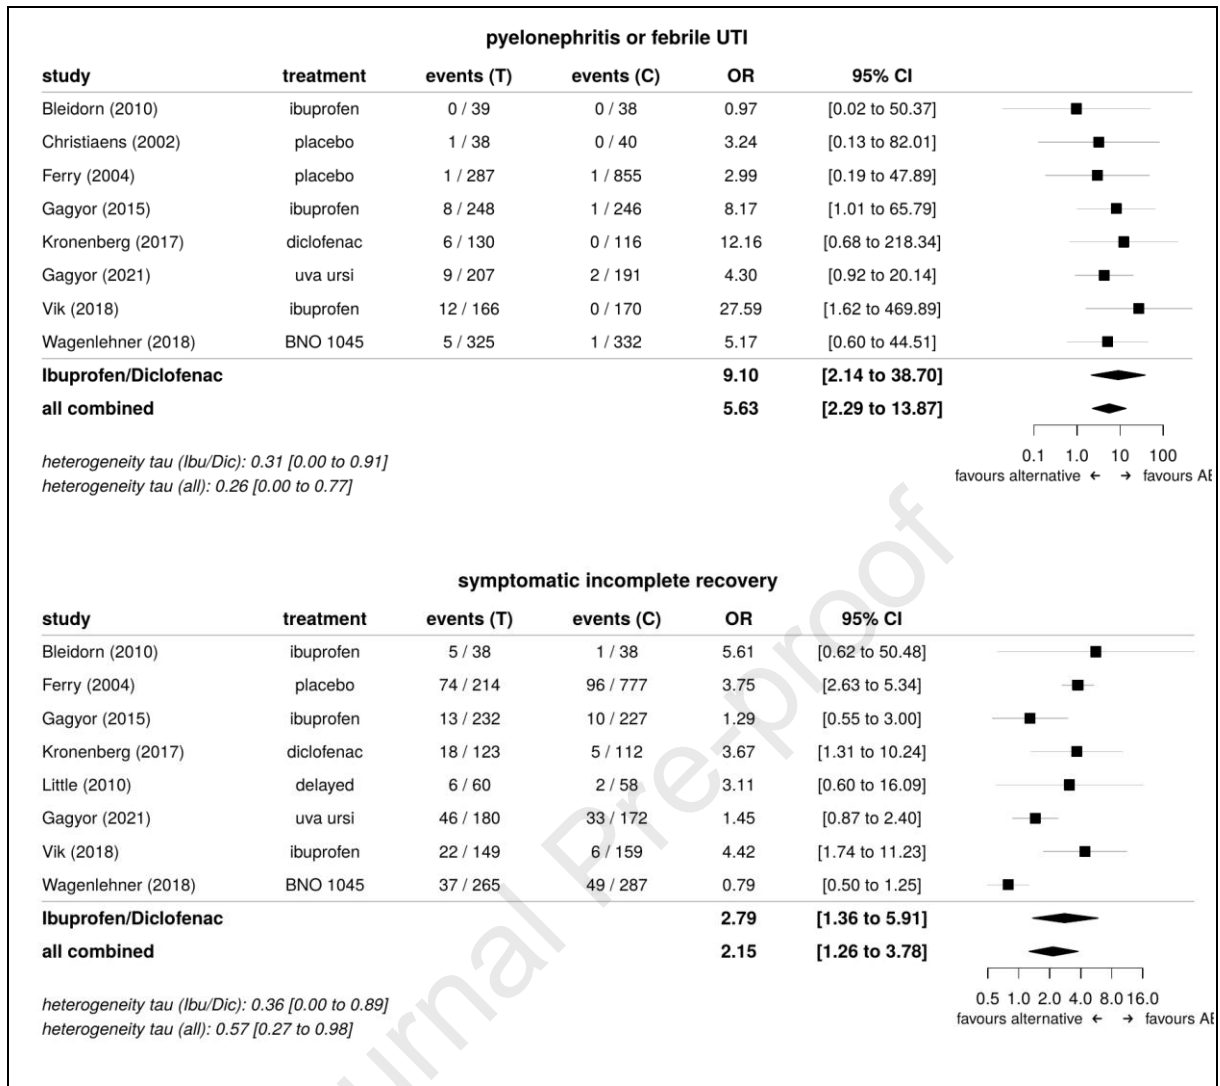 pyelonephritis or febrile UTI
study treatment events (T) events (C) OR 95% CI
Bleidorn (2010) ibuprofen 0 / 39 0 / 38 0.97 [0.02 to 50.37]
Christiaens (2002) placebo 1 / 38 0 / 40 3.24 [0.13 to 82.01]
Ferry (2004) placebo 1 / 287 1 / 855 2.99 [0.19 to 47.89]
Gagyor (2015) ibuprofen 8 / 248 1 / 246 8.17 [1.01 to 65.79]
Kronenberg (2017) diclofenac 6 / 130 0 / 116 12.16 [0.68 to 218.34]
Gagyor (2021) uva ursi 9 / 207 2 / 191 4.30 [0.92 to 20.14]
Vik (2018) ibuprofen 12 / 166 0 / 170 27.59 [1.62 to 469.89]
Wagenlehner (2018) BNO 1045 5 / 325 1 / 332 5.17 [0.60 to 44.51]
Ibuprofen/Diclofenac 9.10 [2.14 to 38.70]
all combined 5.63 [2.29 to 13.87]
0.1 1.0 10 100
heterogeneity tau (Ibu/Dic): 0.31 [0.00 to 0.91]
favours alternative ← → favours AB
heterogeneity tau (all): 0.26 [0.00 to 0.77]
symptomatic incomplete recovery
study treatment events (T) events (C) OR 95% CI
Bleidorn (2010) ibuprofen 5 / 38 1 / 38 5.61 [0.62 to 50.48]
Ferry (2004) placebo 74 / 214 96 / 777 3.75 [2.63 to 5.34]
Gagyor (2015) ibuprofen 13 / 232 10 / 227 1.29 [0.55 to 3.00]
Kronenberg (2017) diclofenac 18 / 123 5 / 112 3.67 [1.31 to 10.24]
Little (2010) delayed 6 / 60 2 / 58 3.11 [0.60 to 16.09]
Gagyor (2021) uva ursi 46 / 180 33 / 172 1.45 [0.87 to 2.40]
Vik (2018) ibuprofen 22 / 149 6 / 159 4.42 [1.74 to 11.23]
Wagenlehner (2018) BNO 1045 37 / 265 49 / 287 0.79 [0.50 to 1.25]
Ibuprofen/Diclofenac 2.79 [1.36 to 5.91]
all combined 2.15 [1.26 to 3.78]
0.5 1.0 2.0 4.0 8.0 16.0
heterogeneity tau (Ibu/Dic): 0.36 [0.00 to 0.89]
favours alternative ← → favours AB
heterogeneity tau (all): 0.57 [0.27 to 0.98]
urnal Pre-proof